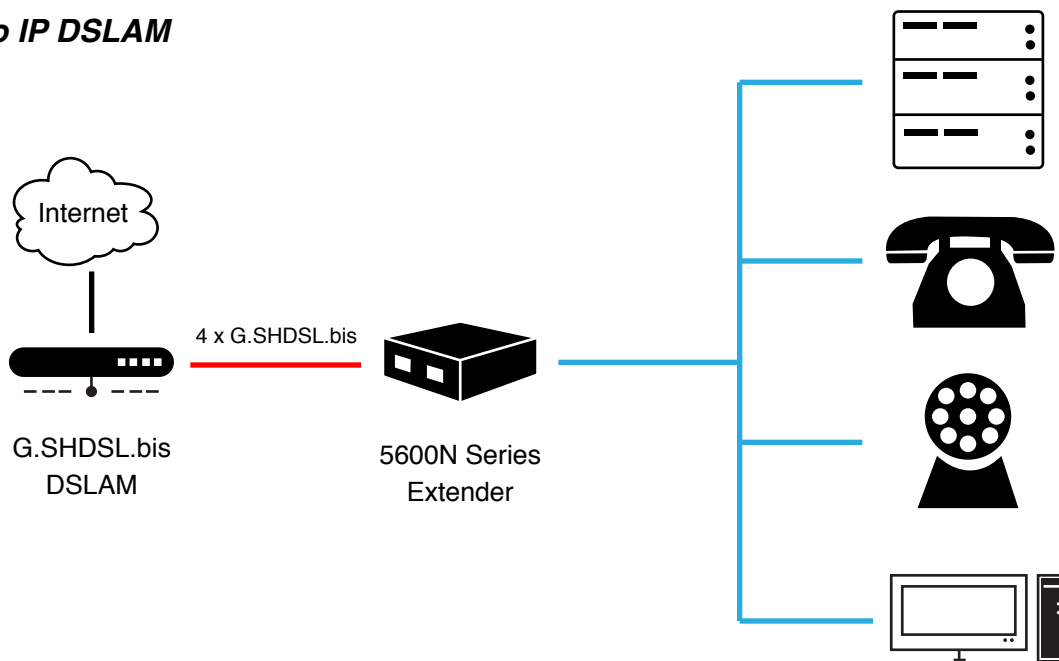 o IP DSLAM
Internet
4 x G.SHDSL.bis
G.SHDSL.bis
DSLAM
5600N Series
Extender